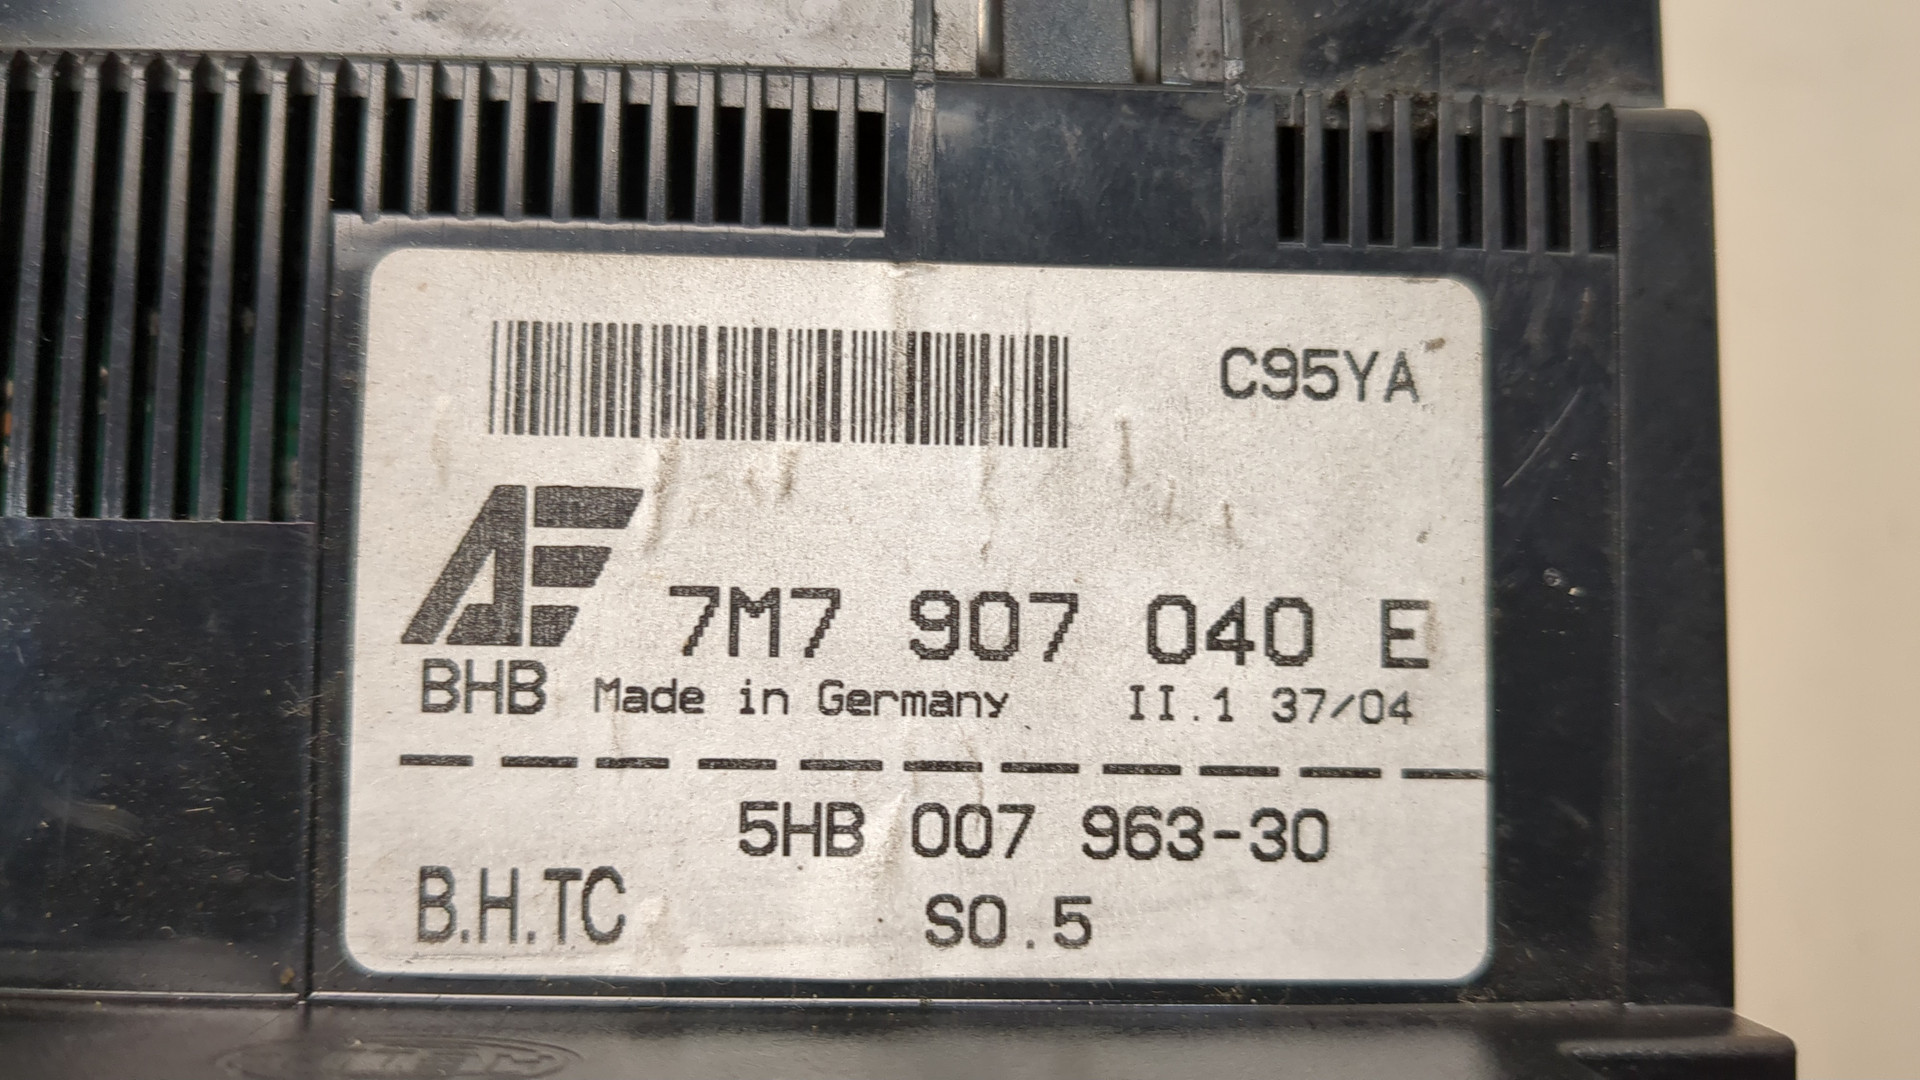 C95YA
AF
7M7 907 040 E
BHB Made in Germany II.1 37/04
5HB 007 963-30
B.H.TC S0.5